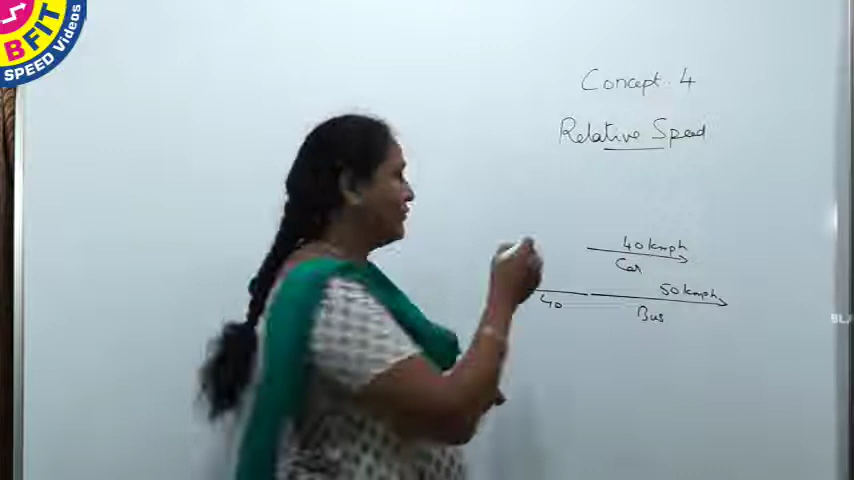 BFIT
SPEED Videos
Concept. 4
Relative Speed
40 kmph
Car
50 kmph
40
Bus